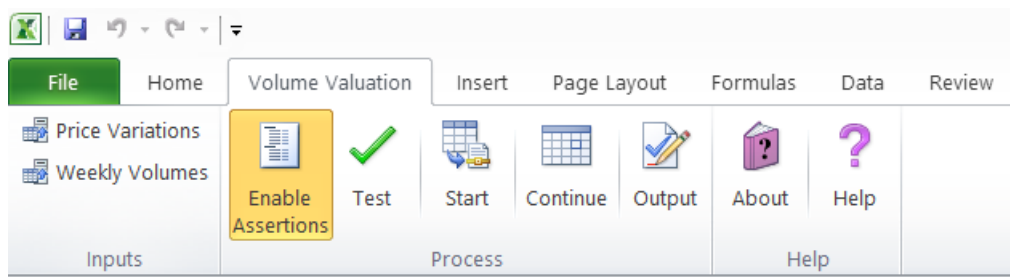 File Home Volume Valuation Insert Page Layout Formulas Data Review
Price Variations
Weekly Volumes
Enable Assertions
Test
Start
Continue
Output
About
Help
Inputs
Process
Help